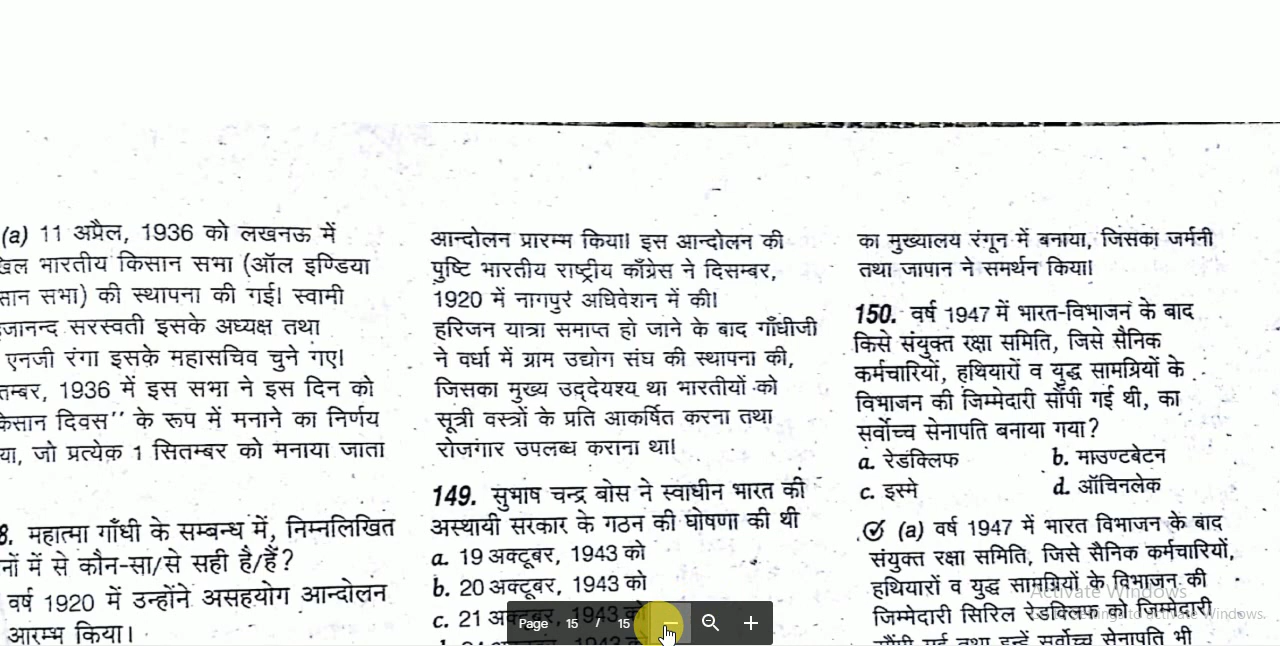 (a) 11 अप्रैल, 1936 को लखनऊ में
भारतीय किसान सभा (ऑल इण्डिया
सभा) की स्थापना की गई। स्वामी
सरस्वती इसके अध्यक्ष तथा
एनजी रंगा इसके महासचिव चुने गए।
1936 में इस सभा ने इस दिन को
दिवस'' के रूप में मनाने का निर्णय
जो प्रत्येक 1 सितम्बर को मनाया जाता
8. महात्मा गाँधी के सम्बन्ध में, निम्नलिखित
में से कौन-सा/से सही है/हैं?
वर्ष 1920 में उन्होंने असहयोग आन्दोलन
आरम्भ किया।
आन्दोलन प्रारम्भ किया। इस आन्दोलन की
पुष्टि भारतीय राष्ट्रीय काँग्रेस ने दिसम्बर,
1920 में नागपुर अधिवेशन में की।
हरिजन यात्रा समाप्त हो जाने के बाद गाँधीजी
ने वर्धा में ग्राम उद्योग संघ की स्थापना की,
जिसका मुख्य उद्देयश्य था भारतीयों को
सूत्री वस्त्रों के प्रति आकर्षित करना तथा
रोजगार उपलब्ध कराना था।
149. सुभाष चन्द्र बोस ने स्वाधीन भारत की
अस्थायी सरकार के गठन की घोषणा की थी
a. 19 अक्टूबर, 1943 को
b. 20 अक्टूबर, 1943 को
c. 21 अक्टूबर, 1943 को
का मुख्यालय रंगून में बनाया, जिसका जर्मनी
तथा जापान ने समर्थन किया।
150. वर्ष 1947 में भारत-विभाजन के बाद
किसे संयुक्त रक्षा समिति, जिसे सैनिक
कर्मचारियों, हथियारों व युद्ध सामग्रियों के
विभाजन की जिम्मेदारी सौंपी गई थी, का
सर्वोच्च सेनापति बनाया गया?
a. रेडक्लिफ b. माउण्टबेटन
c. इस्मे d. ऑचिनलेक
(a) वर्ष 1947 में भारत विभाजन के बाद
संयुक्त रक्षा समिति, जिसे सैनिक कर्मचारियों,
हथियारों व युद्ध सामग्रियों के विभाजन की
जिम्मेदारी सिरिल रेडक्लिफ को जिम्मेदारी
सौंपी गई तथा इन्हें सर्वोच्च सेनापति भी
Activate Windows
Go to Settings to activate Windows.
Page 15 / 15